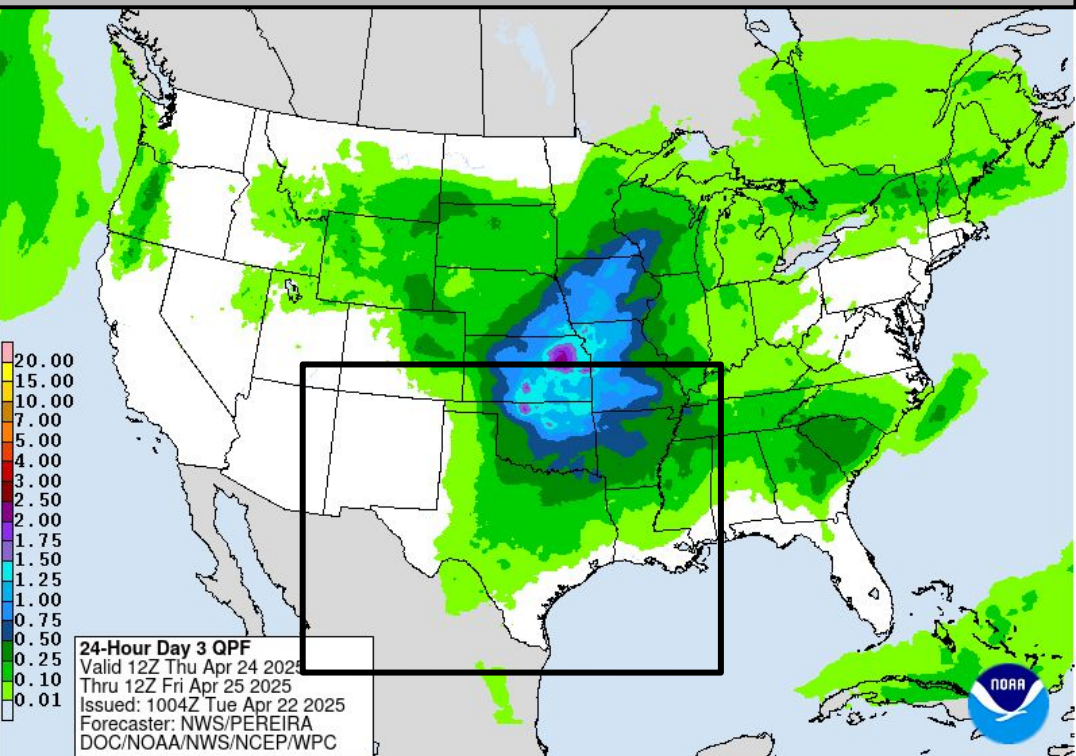 20.00
15.00
10.00
7.00
5.00
4.00
3.00
2.50
2.00
1.75
1.50
1.25
1.00
0.75
0.50
0.25
0.10
0.01
24-Hour Day 3 QPF
Valid 12Z Thu Apr 24 2025
Thru 12Z Fri Apr 25 2025
Issued: 1004Z Tue Apr 22 2025
Forecaster: NWS/PEREIRA
DOC/NOAA/NWS/NCEP/WPC
NOAA